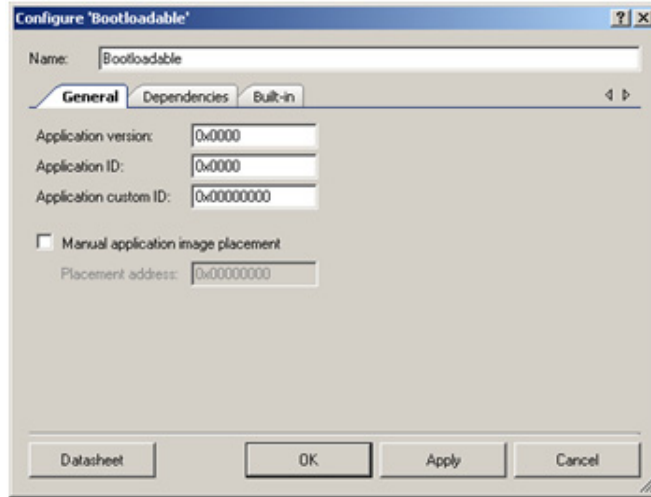 Configure 'Bootloadable'
Name: Bootloadable
General Dependencies Built-in
Application version: 0x0000
Application ID: 0x0000
Application custom ID: 0x00000000
Manual application image placement
Placement address: 0x00000000
Datasheet OK Apply Cancel